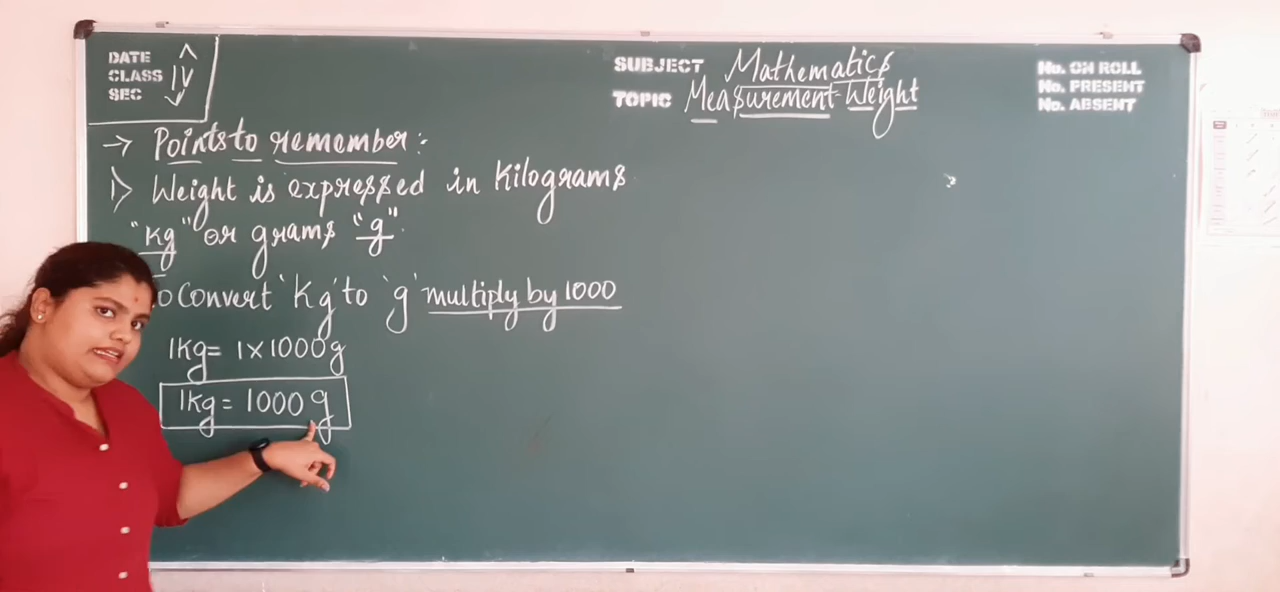 DATE
CLASS IV
SEC
SUBJECT Mathematics
TOPIC Measurement-Weight
No. ON ROLL
No. PRESENT
No. ABSENT
→ Points to remember:-
1) Weight is expressed in Kilograms
"kg" or grams "g".
Convert 'Kg' to 'g' multiply by 1000
1Kg= 1 x 1000g
1kg = 1000g